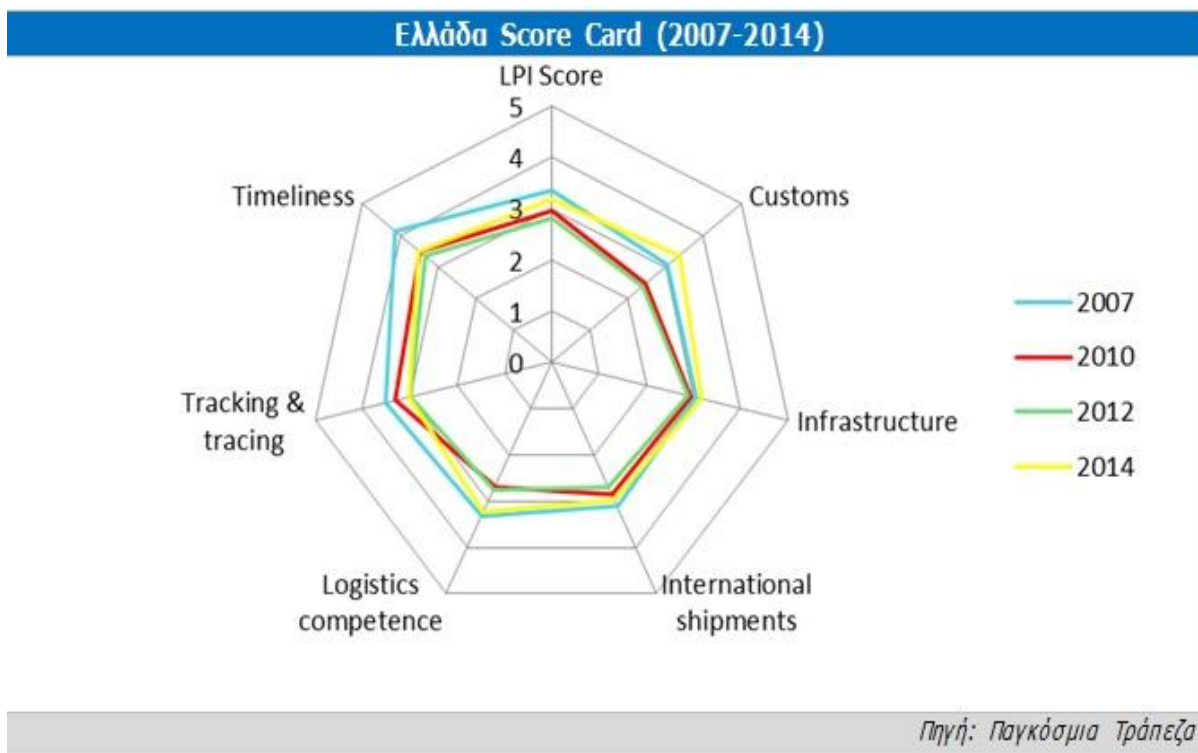 Ελλάδα Score Card (2007-2014)
LPI Score
5
4
3
2
1
0
Customs
Infrastructure
International
shipments
Logistics
competence
Tracking &
tracing
Timeliness
2007
2010
2012
2014
Πηγή: Παγκόσμια Τράπεζα